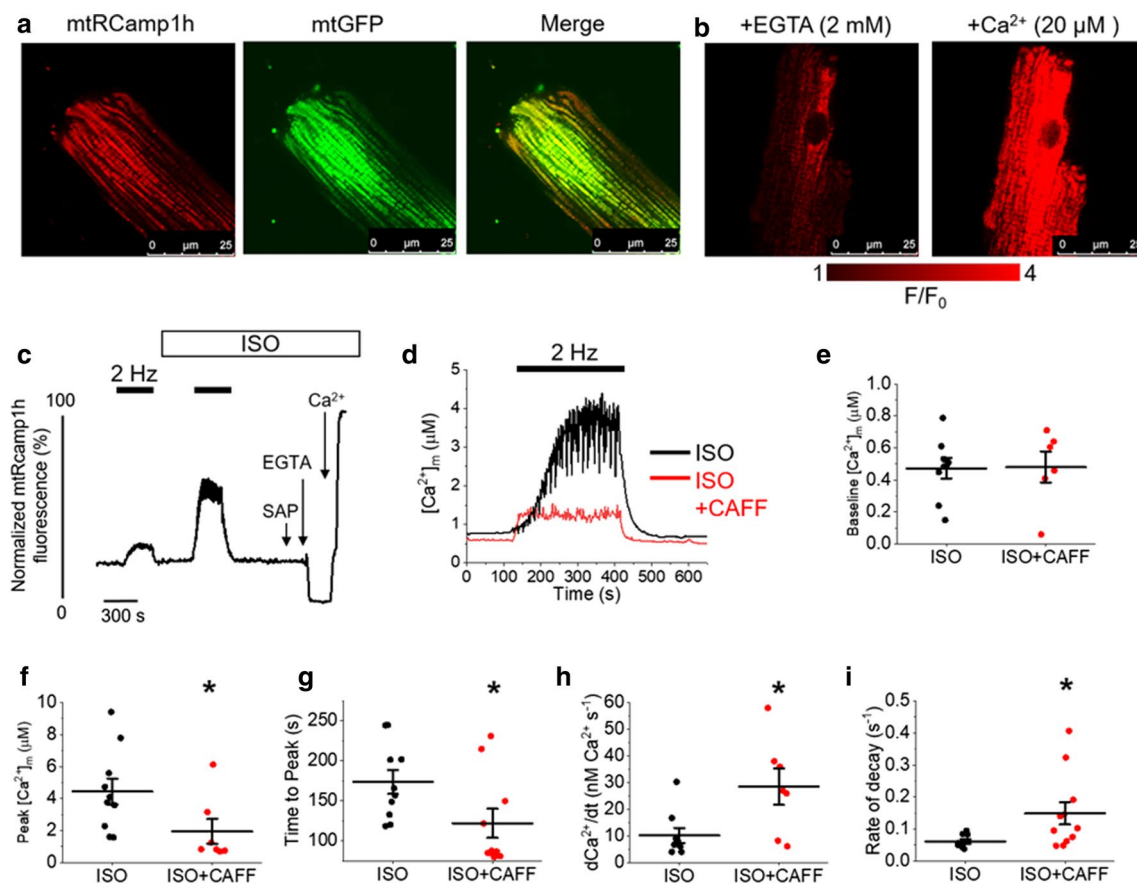 a
mtRCamp1h
mtGFP
Merge
0 µm 25
0 µm 25
0 µm 25
b
+EGTA (2 mM)
+Ca²⁺ (20 µM )
0 µm 25
0 µm 25
1
4
F/F₀
c
ISO
2 Hz
100
0
Normalized mtRcamp1h
fluorescence (%)
SAP
EGTA
Ca²⁺
300 s
d
2 Hz
[Ca²⁺]ₘ (µM)
5
4
3
2
1
0
0 100 200 300 400 500 600
Time (s)
ISO
ISO
+CAFF
e
Baseline [Ca²⁺]ₘ (µM)
1.0
0.8
0.6
0.4
0.2
0.0
ISO
ISO+CAFF
f
Peak [Ca²⁺]ₘ (µM)
10
8
6
4
2
0
*
ISO
ISO+CAFF
g
Time to Peak (s)
250
200
150
100
*
ISO
ISO+CAFF
h
dCa²⁺/dt (nM Ca²⁺ s⁻¹)
60
50
40
30
20
10
0
*
ISO
ISO+CAFF
i
Rate of decay (s⁻¹)
0.5
0.4
0.3
0.2
0.1
0.0
*
ISO
ISO+CAFF